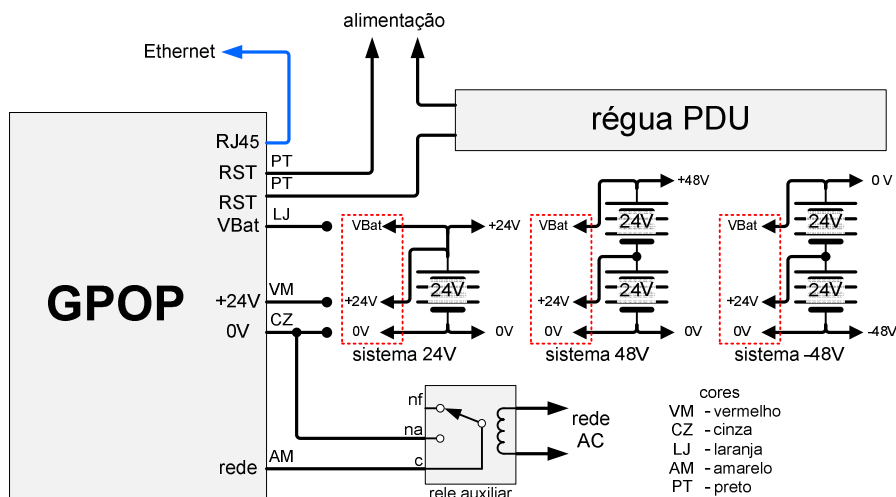 alimentação
Ethernet
régua PDU
RJ45
RST PT
RST PT
VBat LJ
GPOP
+24V VM
0V CZ
rede AM
VBat +24V
24V
+24V
0V 0V
sistema 24V
+48V
VBat 24V
+24V 24V
0V 0V
sistema 48V
0 V
VBat 24V
+24V 24V
0V -48V
sistema -48V
nf
na
c
rele auxiliar
rede
AC
cores
VM - vermelho
CZ - cinza
LJ - laranja
AM - amarelo
PT - preto